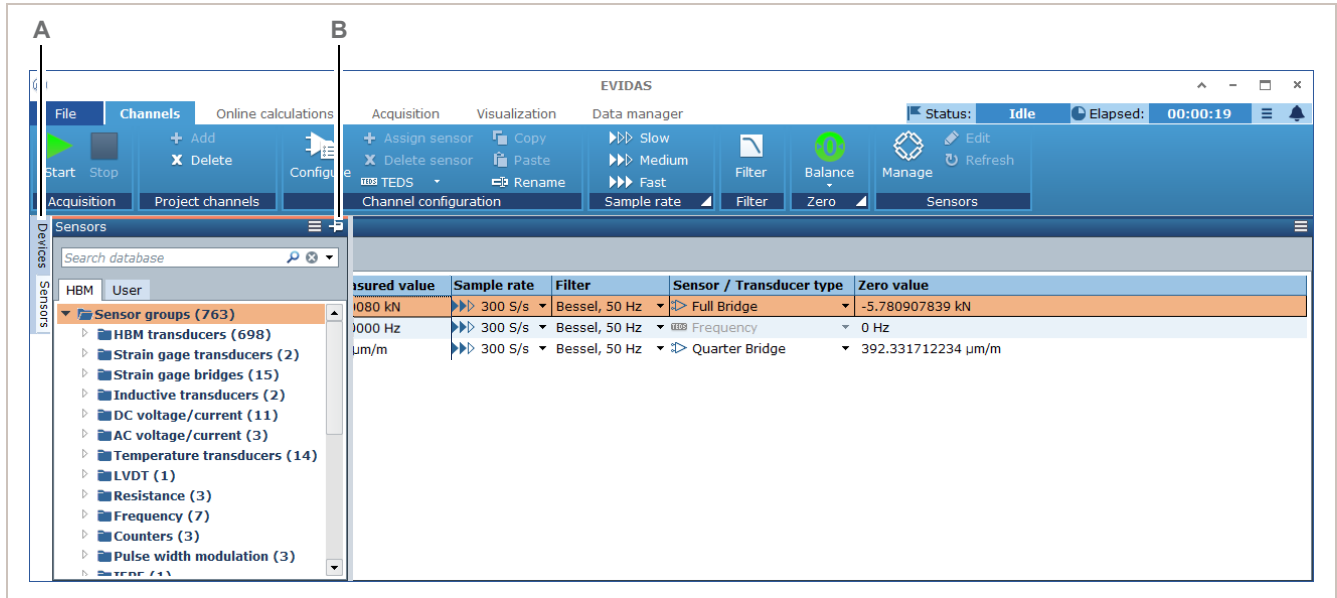 A B
EVIDAS
File Channels Online calculations Acquisition Visualization Data manager Status: Idle Elapsed: 00:00:19
Add Assign sensor Copy Slow Edit
Delete Delete sensor Paste Medium Refresh
Start Stop Configure TEDS TEDS Rename Fast Filter Balance Manage
Acquisition Project channels Channel configuration Sample rate Filter Zero Sensors
Devices
Sensors
Sensors
Search database
HBM User
asured value Sample rate Filter Sensor / Transducer type Zero value
Sensor groups (763) 0080 kN 300 S/s Bessel, 50 Hz Full Bridge -5.780907839 kN
HBM transducers (698) 0000 Hz 300 S/s Bessel, 50 Hz TEDS Frequency 0 Hz
Strain gage transducers (2) µm/m 300 S/s Bessel, 50 Hz Quarter Bridge 392.331712234 µm/m
Strain gage bridges (15)
Inductive transducers (2)
DC voltage/current (11)
AC voltage/current (3)
Temperature transducers (14)
LVDT (1)
Resistance (3)
Frequency (7)
Counters (3)
Pulse width modulation (3)